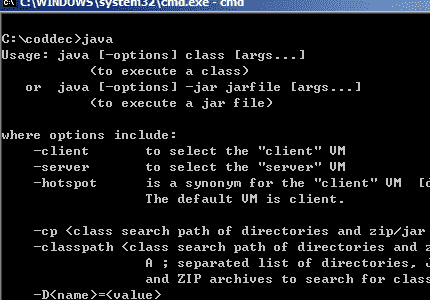 C:\WINDOWS\system32\cmd.exe - cmd
C:\coddec>java
Usage: java [-options] class [args...]
(to execute a class)
or java [-options] -jar jarfile [args...]
(to execute a jar file)
where options include:
-client to select the "client" VM
-server to select the "server" VM
-hotspot is a synonym for the "client" VM [d
The default VM is client.
-cp <class search path of directories and zip/jar
-classpath <class search path of directories and z
A ; separated list of directories, J
and ZIP archives to search for clas
-D<name>=<value>